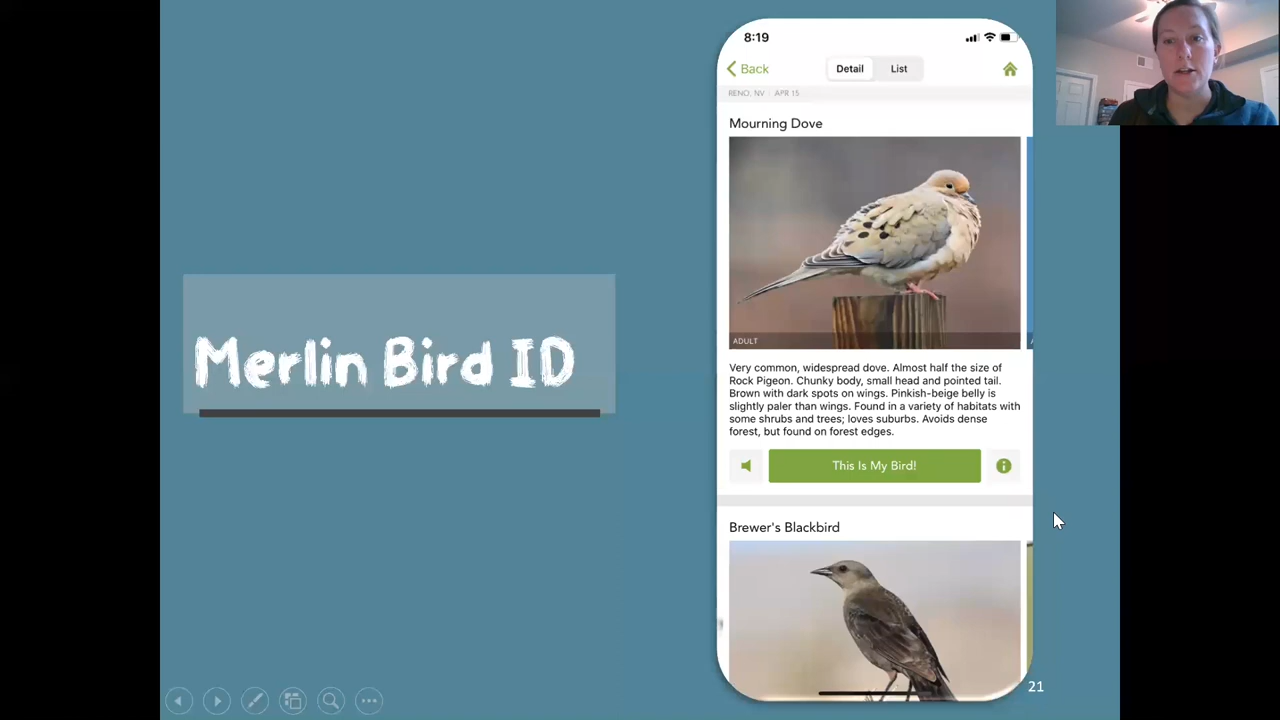 Merlin Bird ID
8:19
Back
Detail
List
RENO, NV
APR 15
Mourning Dove
ADULT
Very common, widespread dove. Almost half the size of
Rock Pigeon. Chunky body, small head and pointed tail.
Brown with dark spots on wings. Pinkish-beige belly is
slightly paler than wings. Found in a variety of habitats with
some shrubs and trees; loves suburbs. Avoids dense
forest, but found on forest edges.
This Is My Bird!
Brewer's Blackbird
21